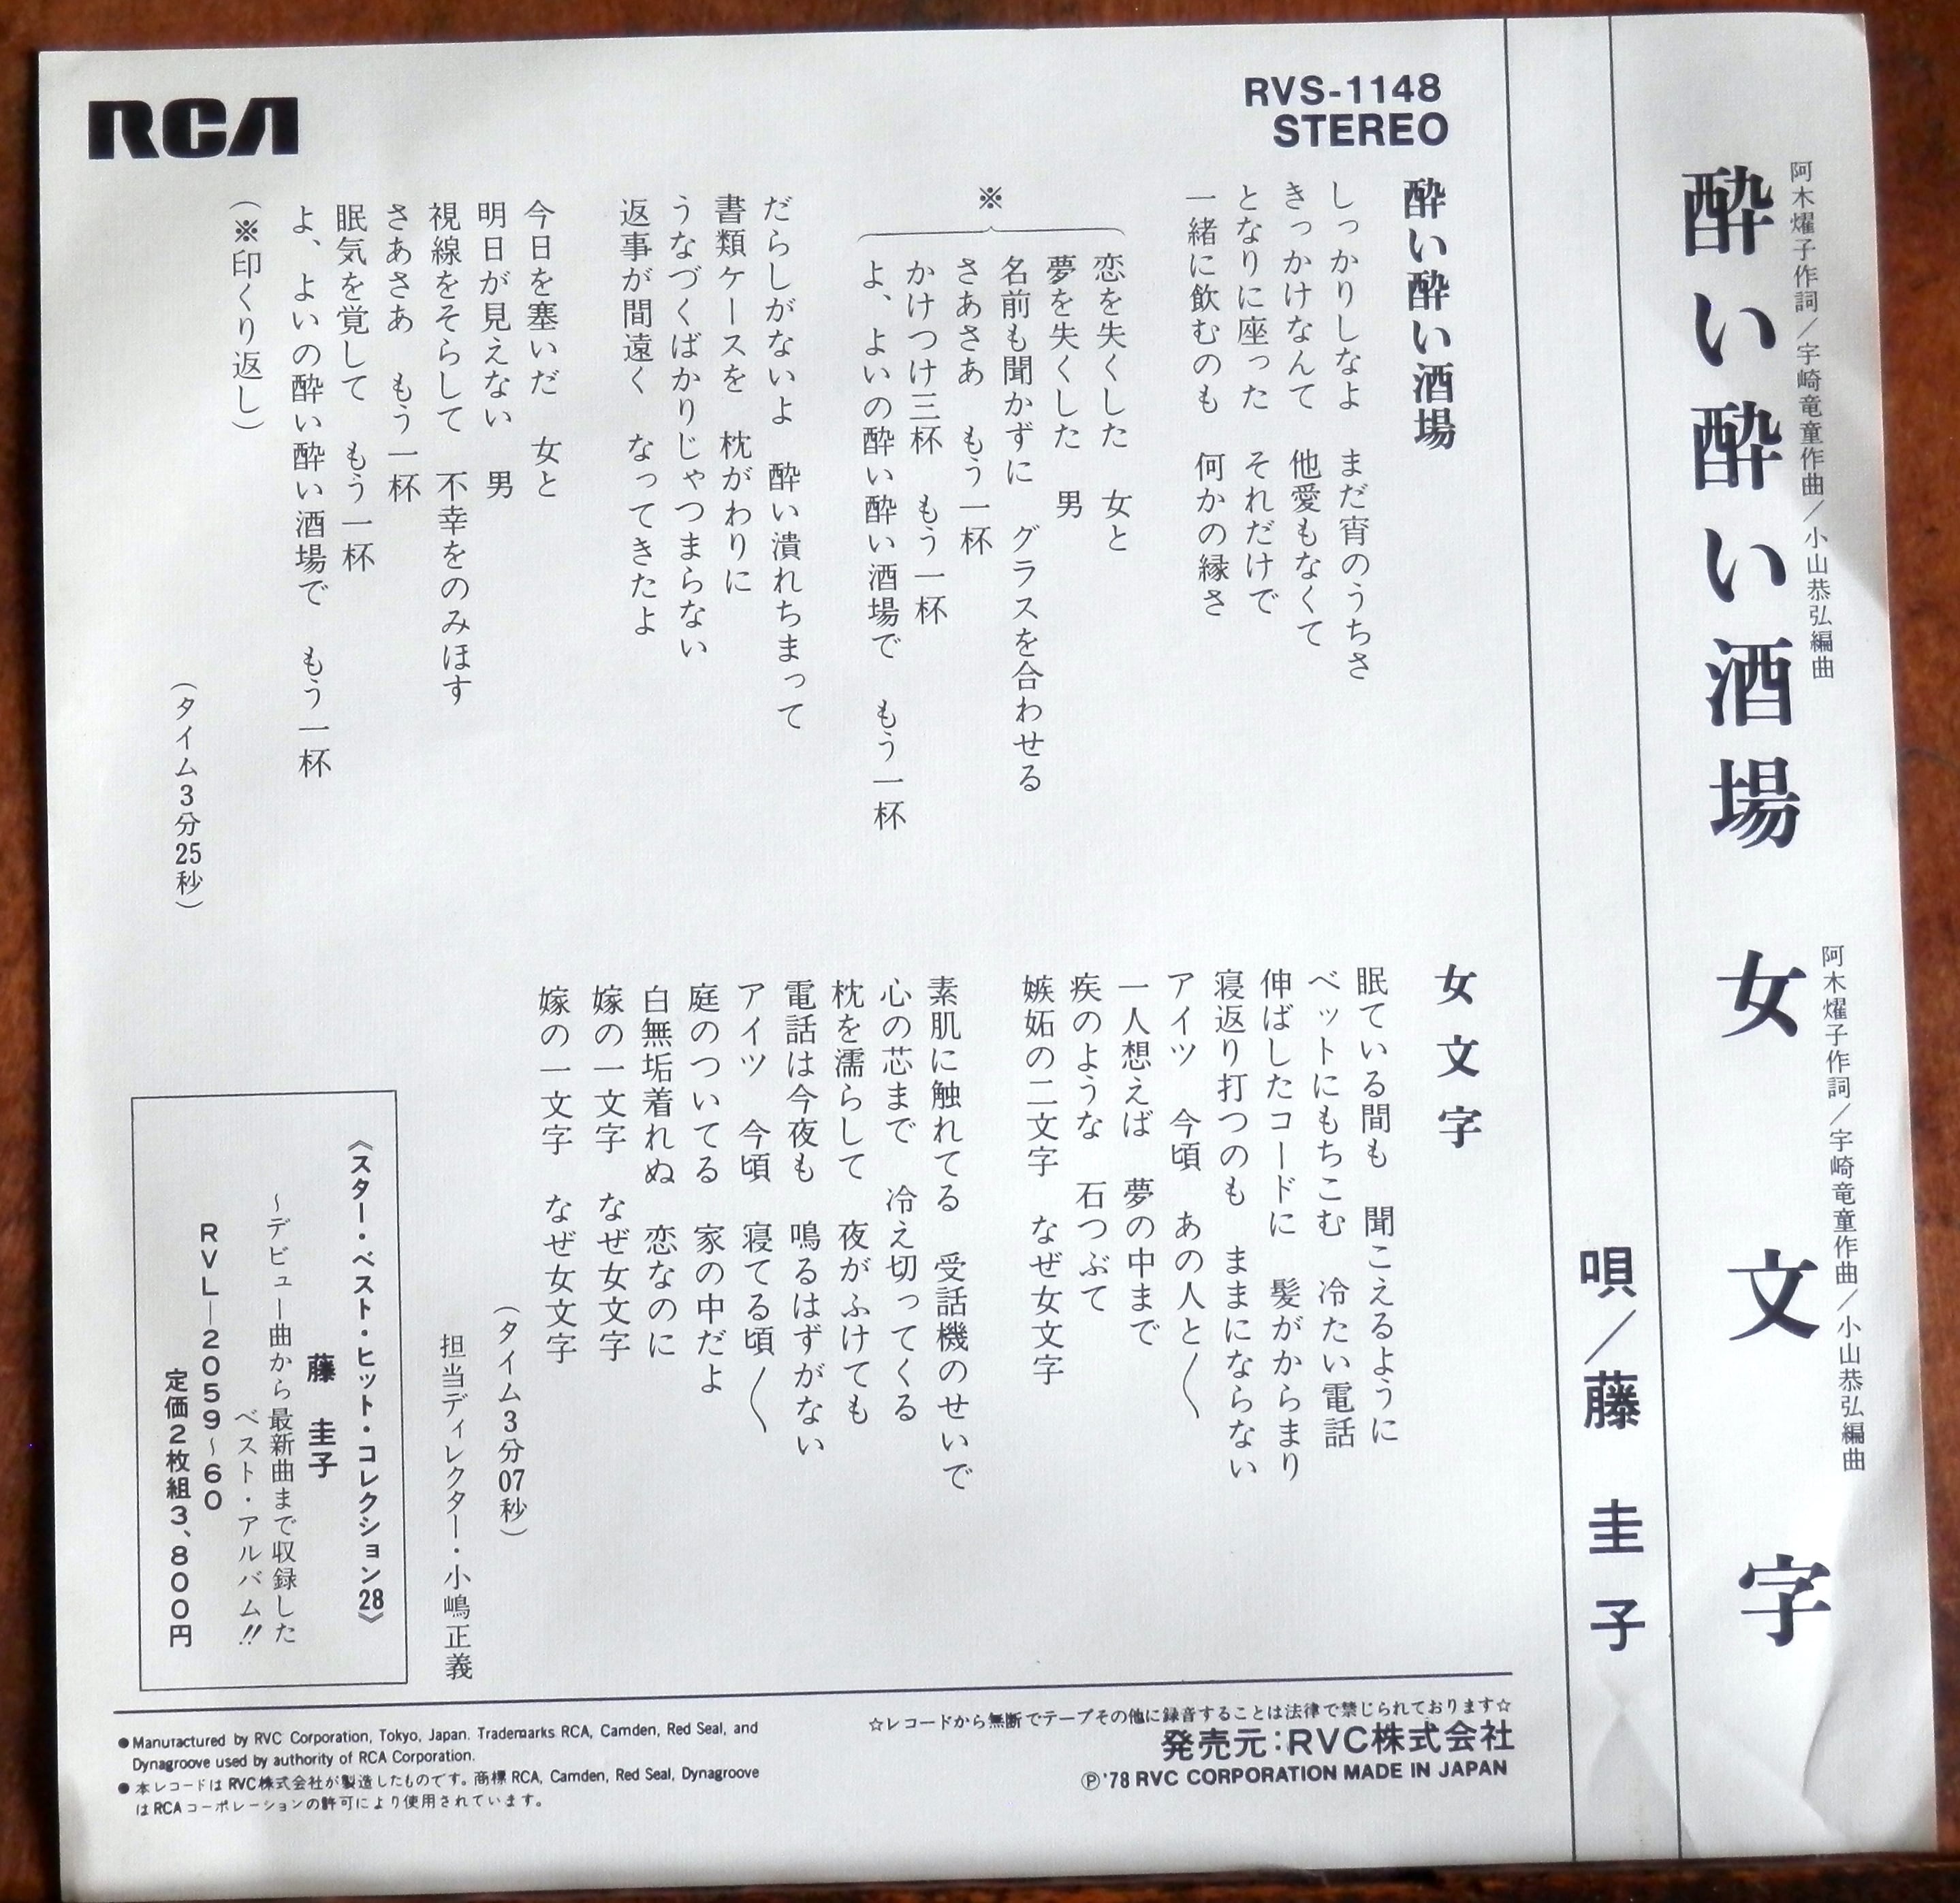 阿木燿子作詞／宇崎竜童作曲／小山恭弘編曲
酔い酔い酒場
阿木燿子作詞／宇崎竜童作曲／小山恭弘編曲
女文字
唄／藤 圭子
RCA
RVS-1148
STEREO
酔い酔い酒場
しっかりしなよ まだ宵のうちさ
きっかけなんて 他愛もなくて
となりに座った それだけで
一緒に飲むのも 何かの縁さ
※
恋を失くした 女と
夢を失くした 男
名前も聞かずに グラスを合わせる
さあさあ もう一杯
かけつけ三杯 もう一杯
よ、よいの酔い酔い酒場で もう一杯
だらしがないよ 酔い潰れちまって
書類ケースを 枕がわりに
うなづくばかりじゃつまらない
返事が間遠く なってきたよ
今日を塞いだ 女と
明日が見えない 男
視線をそらして 不幸をのみほす
さあさあ もう一杯
眠気を覚して もう一杯
よ、よいの酔い酔い酒場で もう一杯
（※印くり返し）
（タイム3分25秒）
女文字
眠ている間も 聞こえるように
ベットにもちこむ 冷たい電話
伸ばしたコードに 髪がからまり
寝返り打つのも ままにならない
アイツ 今頃 あの人と〳〵
一人想えば 夢の中まで
疾のような 石つぶて
嫉妬の二文字 なぜ女文字
素肌に触れてる 受話機のせいで
心の芯まで 冷え切ってくる
枕を濡らして 夜がふけても
電話は今夜も 鳴るはずがない
アイツ 今頃 寝てる頃〳〵
庭のついてる 家の中だよ
白無垢着れぬ 恋なのに
嫁の一文字 なぜ女文字
嫁の一文字 なぜ女文字
（タイム3分07秒）
担当ディレクター・小嶋正義
《スター・ベスト・ヒット・コレクション28》
藤 圭子
～デビュー曲から最新曲まで収録した
ベスト・アルバム!!
RVL—2059～60
定価2枚組3、800円
☆レコードから無断でテープその他に録音することは法律で禁じられております☆
発売元：RVC株式会社
Ⓟ'78 RVC CORPORATION MADE IN JAPAN
●Manufactured by RVC Corporation, Tokyo, Japan. Trademarks RCA, Camden, Red Seal, and
Dynagroove used by authority of RCA Corporation.
●本レコードはRVC株式会社が製造したものです。商標RCA, Camden, Red Seal, Dynagroove
はRCAコーポレーションの許可により使用されています。